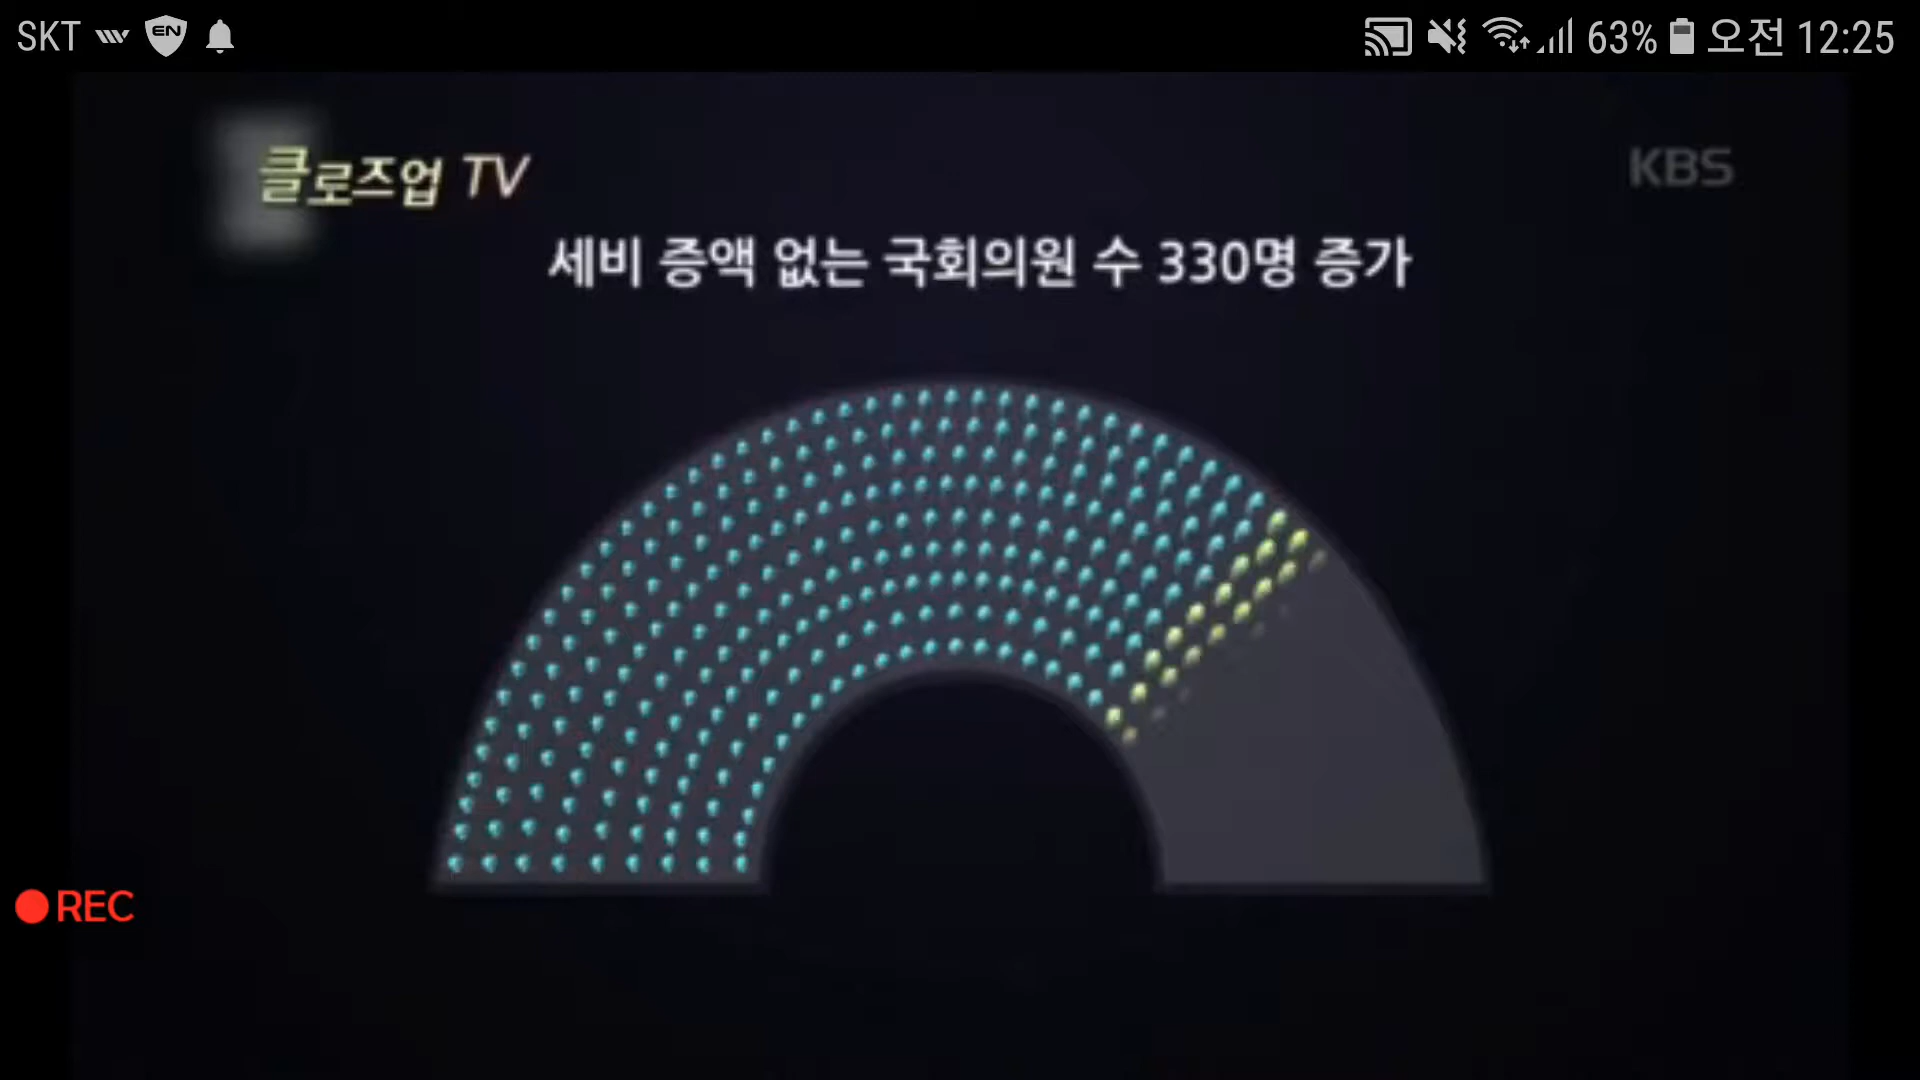 SKT EN 63% 오전 12:25
클로즈업 TV
KBS
세비 증액 없는 국회의원 수 330명 증가
REC